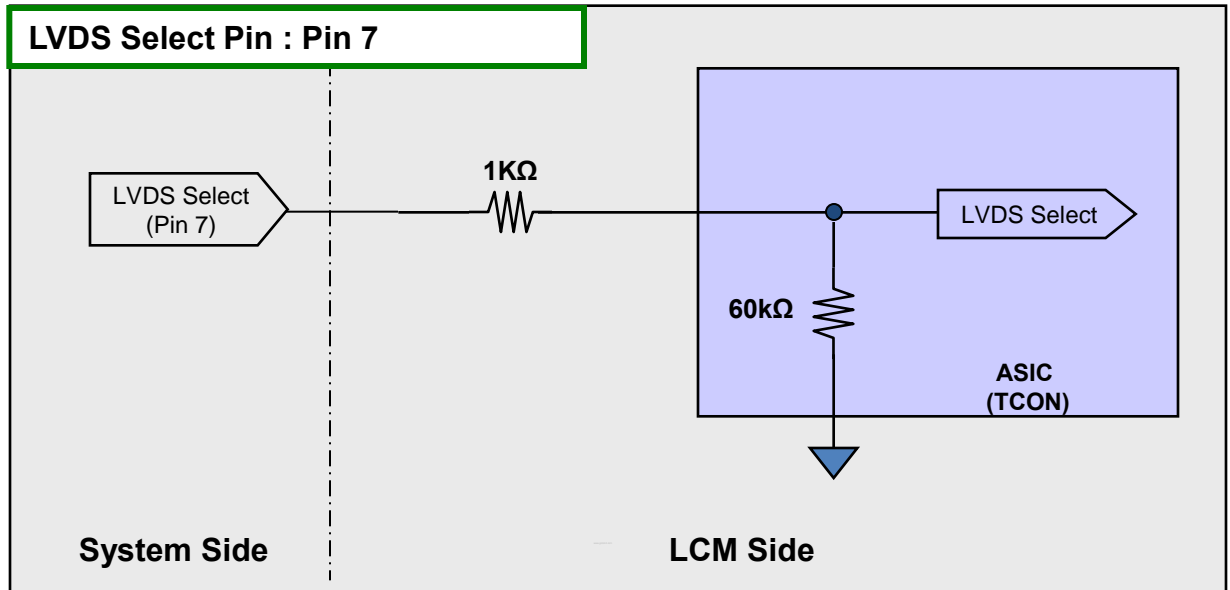 LVDS Select Pin : Pin 7
LVDS Select
(Pin 7)
1KΩ
LVDS Select
60kΩ
ASIC
(TCON)
System Side
LCM Side